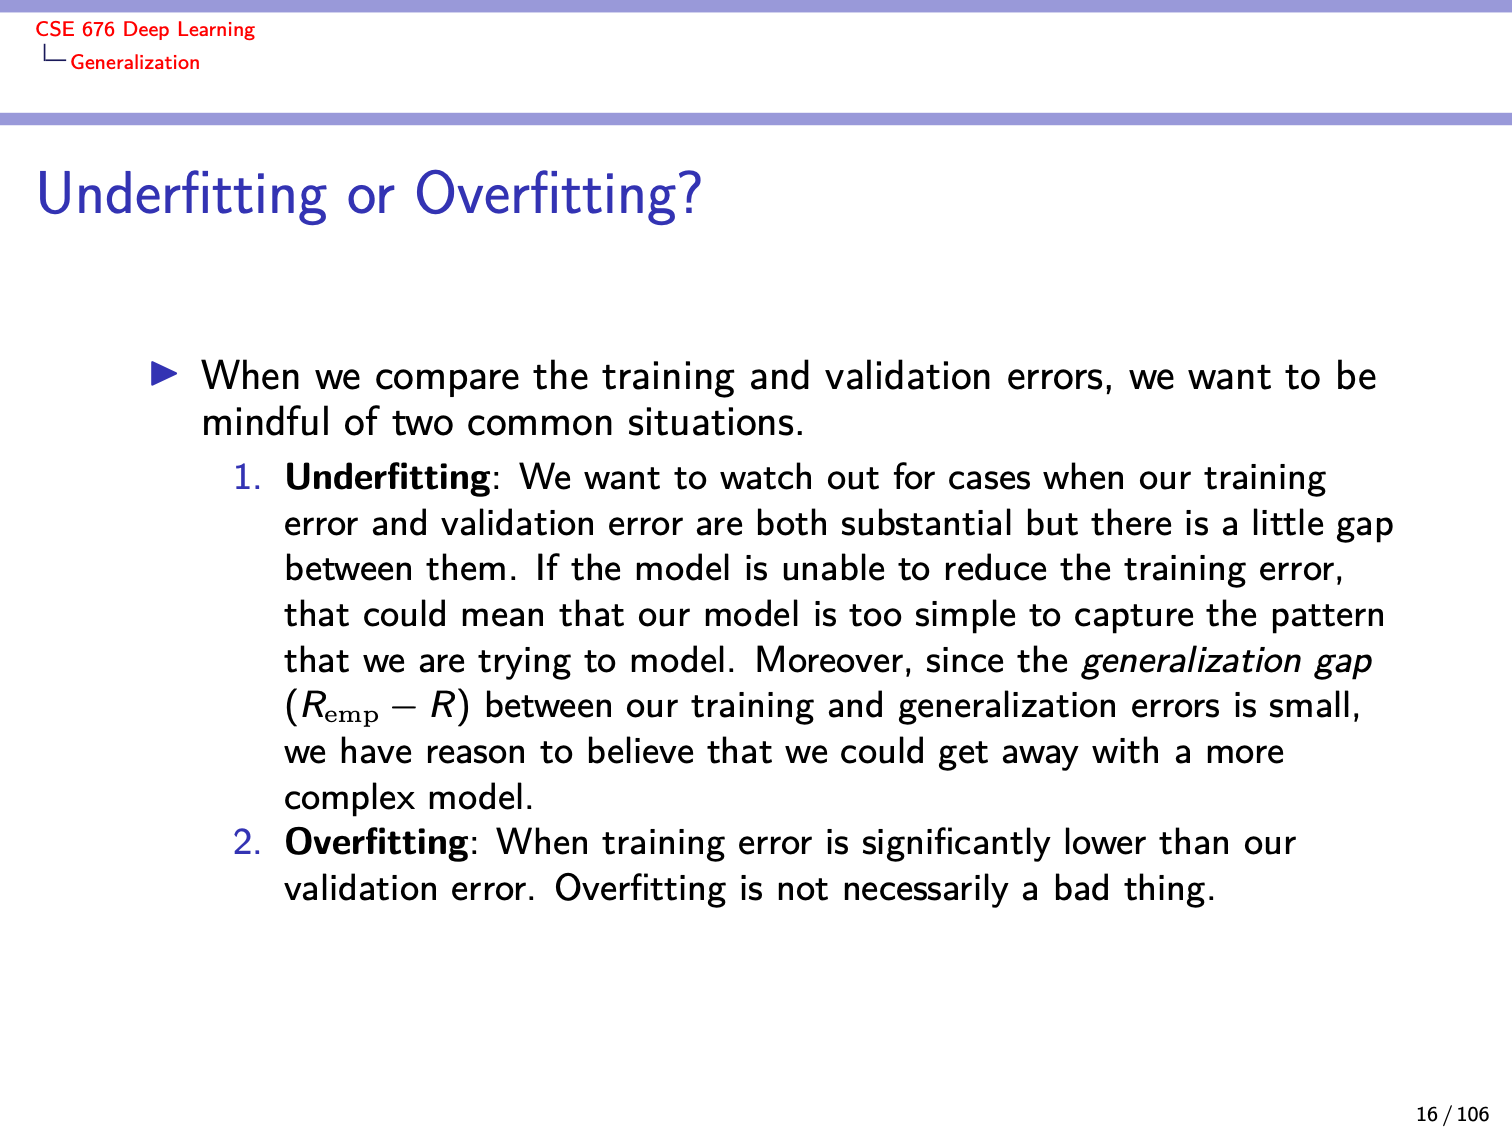 CSE 676 Deep Learning
Generalization
Underfitting or Overfitting?
When we compare the training and validation errors, we want to be
mindful of two common situations.
1. Underfitting: We want to watch out for cases when our training
error and validation error are both substantial but there is a little gap
between them. If the model is unable to reduce the training error,
that could mean that our model is too simple to capture the pattern
that we are trying to model. Moreover, since the generalization gap
(R_emp − R) between our training and generalization errors is small,
we have reason to believe that we could get away with a more
complex model.
2. Overfitting: When training error is significantly lower than our
validation error. Overfitting is not necessarily a bad thing.
16 / 106